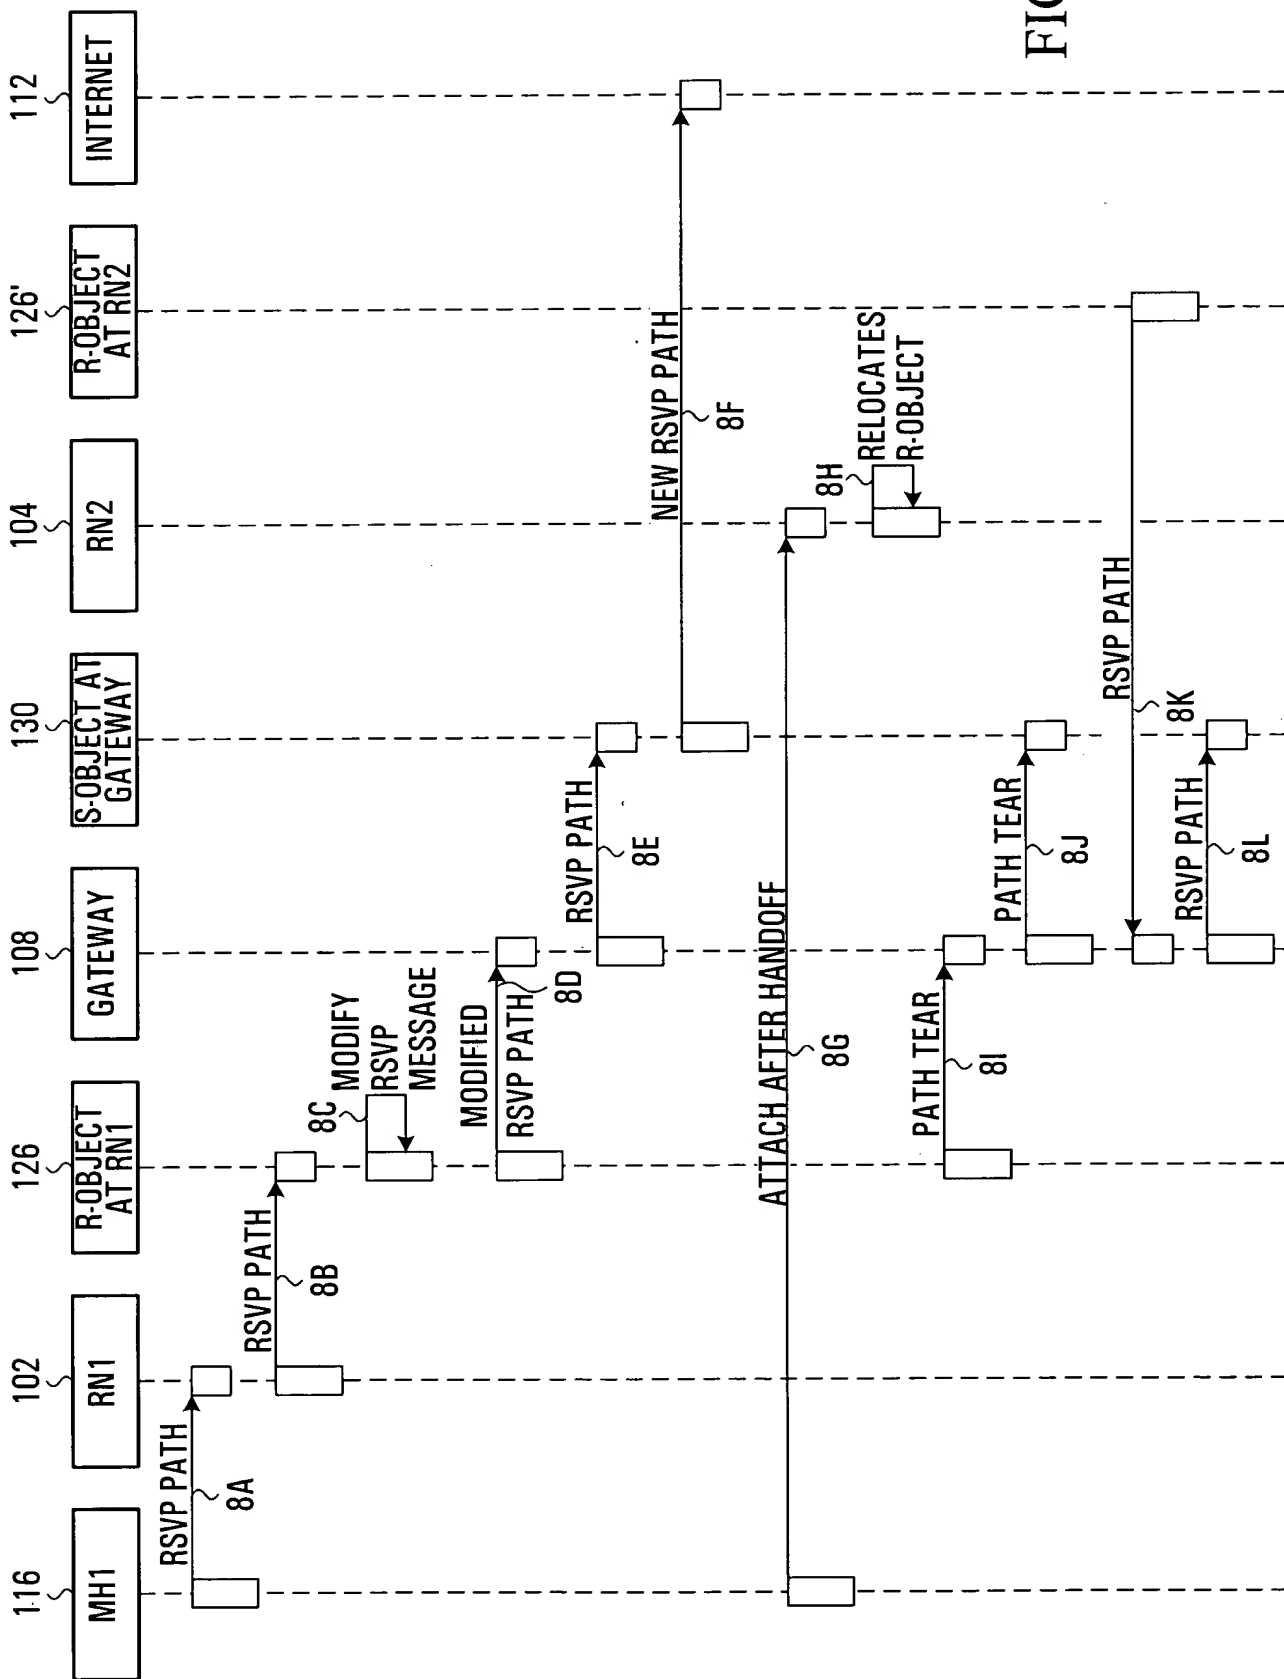 116
MH1
102
RN1
126
R-OBJECT
AT RN1
108
GATEWAY
130
S-OBJECT AT
GATEWAY
104
RN2
126'
R-OBJECT
AT RN2
112
INTERNET
RSVP PATH
8A
RSVP PATH
8B
8C
MODIFY
RSVP
MESSAGE
MODIFIED
RSVP PATH
8D
RSVP PATH
8E
NEW RSVP PATH
8F
ATTACH AFTER HANDOFF
8G
8H
RELOCATES
R-OBJECT
PATH TEAR
8I
PATH TEAR
8J
RSVP PATH
8K
RSVP PATH
8L